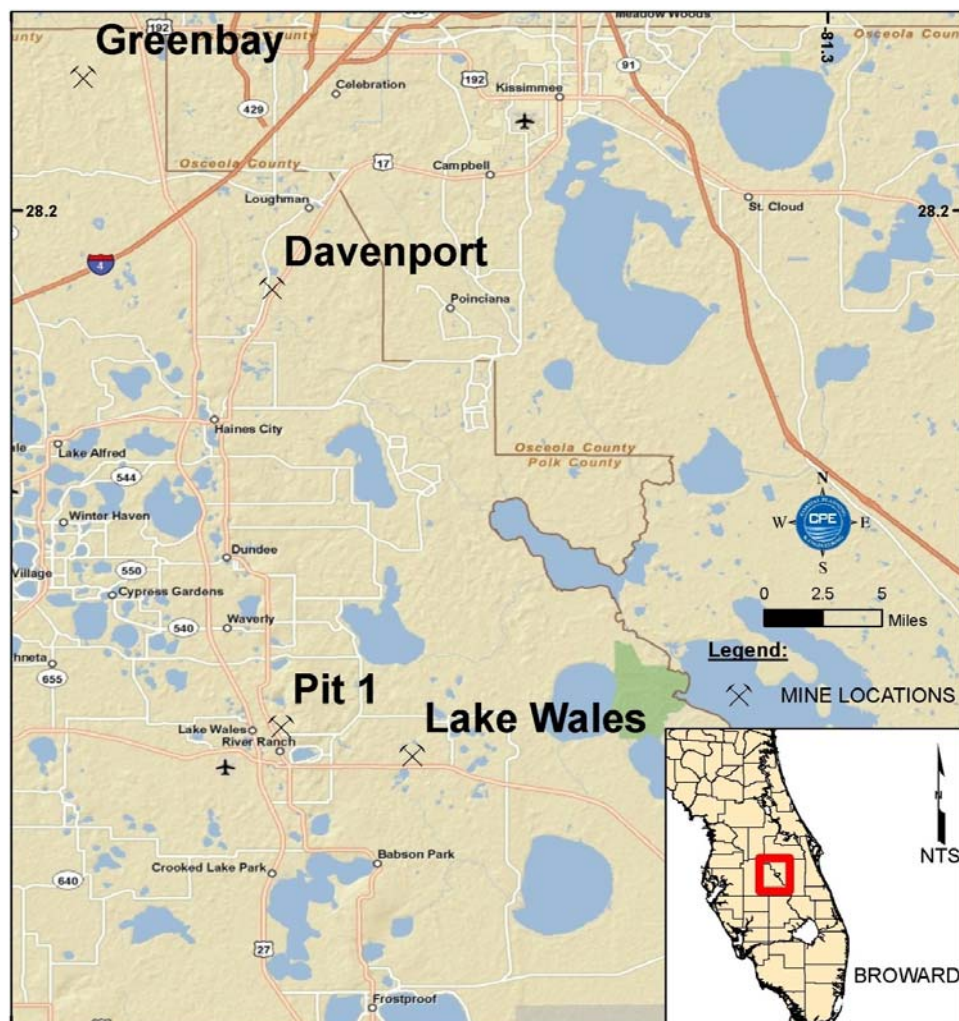 192
Greenbay
Meadow Woods
81.3
Osceola County
91
Celebration
192
Kissimmee
429
Osceola County
17
Campbell
Loughman
St. Cloud
28.2
28.2
Davenport
4
Poinciana
Haines City
Lake Alfred
Osceola County
Polk County
544
Winter Haven
N
W
CPE
E
S
Dundee
550
Village
Cypress Gardens
0 2.5 5
Miles
540
Waverly
Legend:
hneta
655
Pit 1
MINE LOCATIONS
Lake Wales
Lake Wales
River Ranch
N
NTS
Crooked Lake Park
Babson Park
640
27
BROWARD
Frostproof